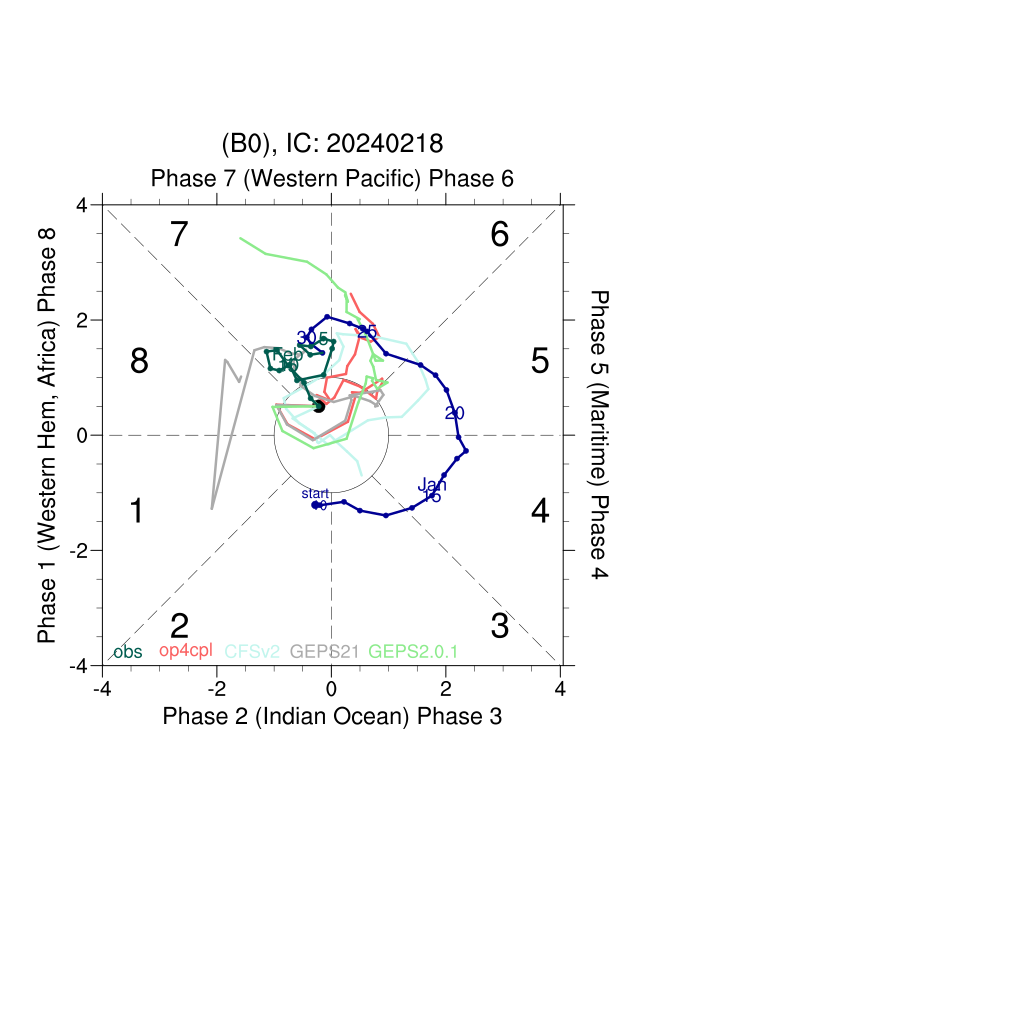 (B0), IC: 20240218
Phase 7 (Western Pacific) Phase 6
Phase 1 (Western Hem, Africa) Phase 8
Phase 5 (Maritime) Phase 4
4
2
0
-2
-4
7
6
8
5
1
4
2
3
30
5
25
Feb
10
20
Jan
15
start
10
obs op4cpl CFSv2 GEPS21 GEPS2.0.1
-4 -2 0 2 4
Phase 2 (Indian Ocean) Phase 3